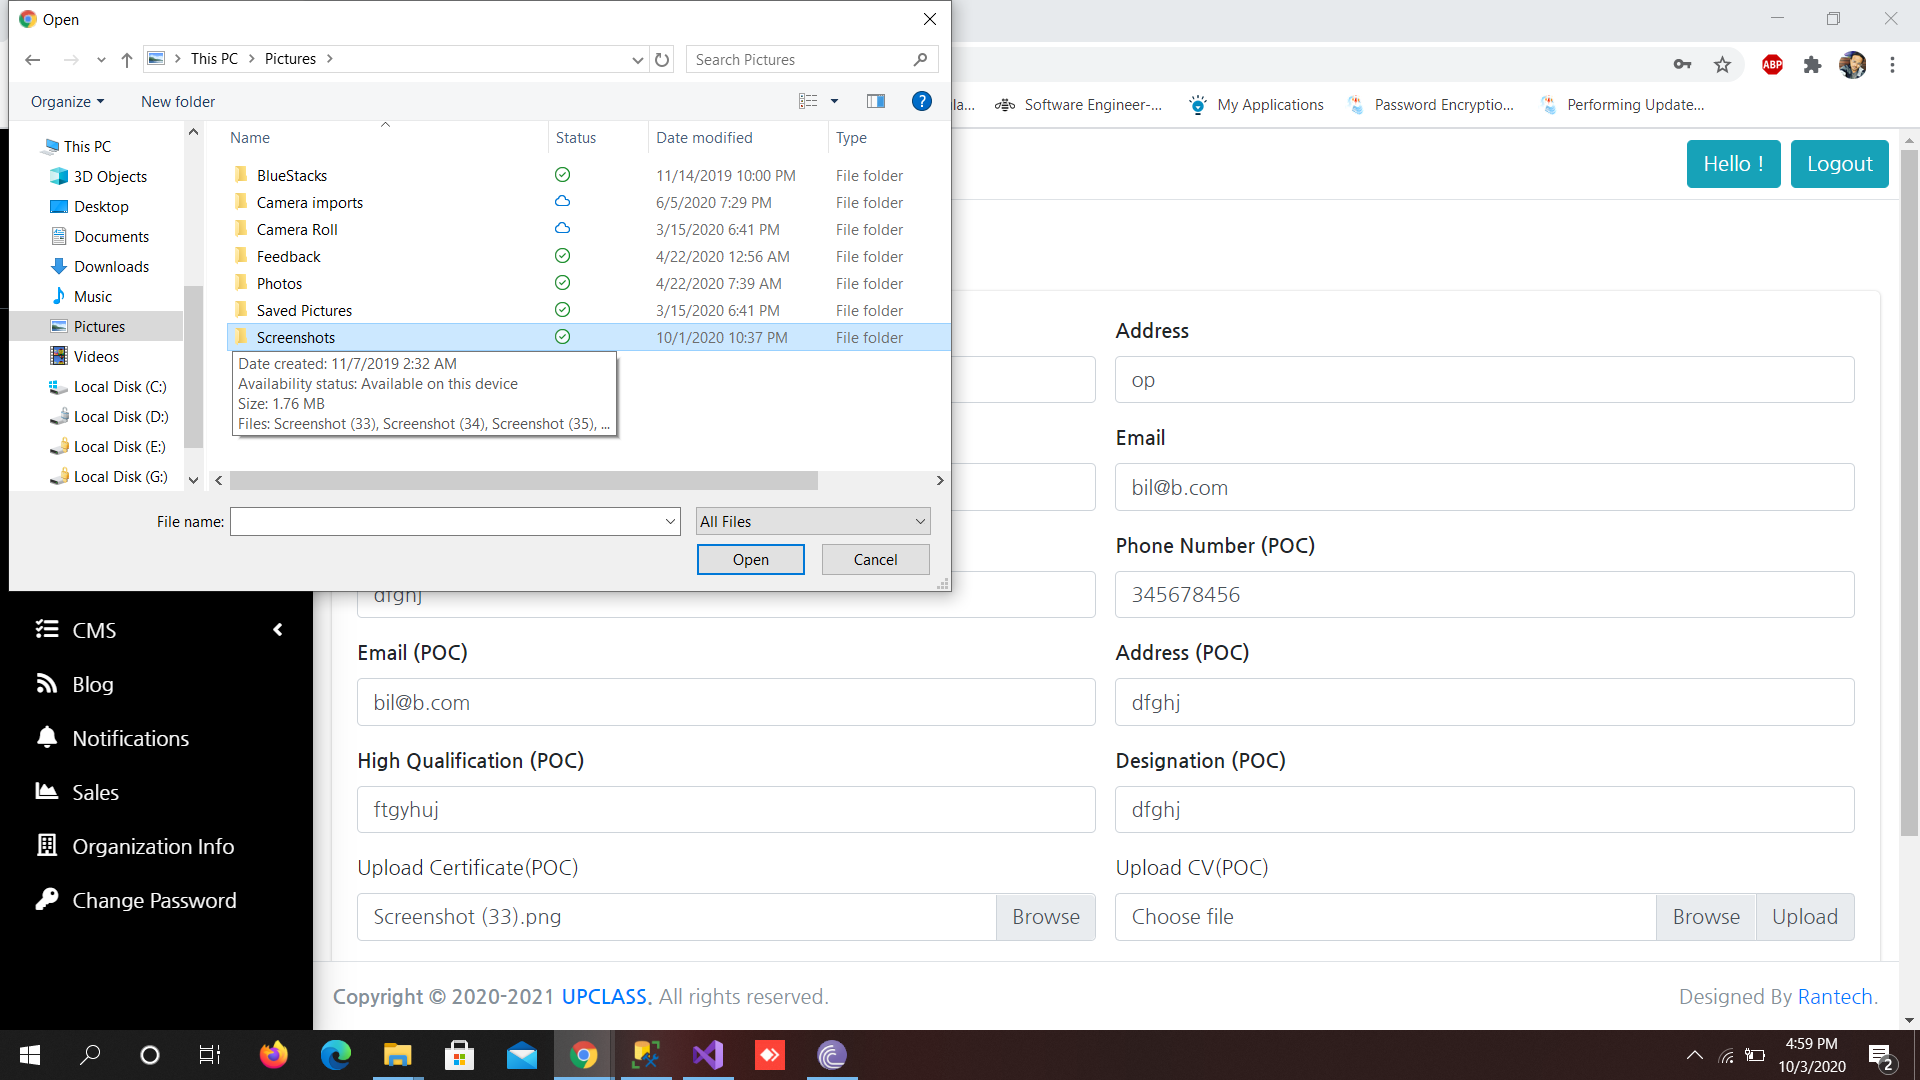 Open
This PC > Pictures >
Search Pictures
Organize
New folder
This PC
3D Objects
Desktop
Documents
Downloads
Music
Pictures
Videos
Local Disk (C:)
Local Disk (D:)
Local Disk (E:)
Local Disk (G:)
Name Status Date modified Type
BlueStacks 11/14/2019 10:00 PM File folder
Camera imports 6/5/2020 7:29 PM File folder
Camera Roll 3/15/2020 6:41 PM File folder
Feedback 4/22/2020 12:56 AM File folder
Photos 4/22/2020 7:39 AM File folder
Saved Pictures 3/15/2020 6:41 PM File folder
Screenshots 10/1/2020 10:37 PM File folder
Date created: 11/7/2019 2:32 AM
Availability status: Available on this device
Size: 1.76 MB
Files: Screenshot (33), Screenshot (34), Screenshot (35), ...
File name:
All Files
Open
Cancel
ABP
la... Software Engineer-... My Applications Password Encryptio... Performing Update...
Hello !
Logout
Address
op
Email
bil@b.com
Phone Number (POC)
dfghj
345678456
Email (POC)
Address (POC)
bil@b.com
dfghj
High Qualification (POC)
Designation (POC)
ftgyhuj
dfghj
Upload Certificate(POC)
Upload CV(POC)
Screenshot (33).png
Browse
Choose file
Browse
Upload
CMS
Blog
Notifications
Sales
Organization Info
Change Password
Copyright © 2020-2021 UPCLASS. All rights reserved.
Designed By Rantech.
4:59 PM
10/3/2020
2